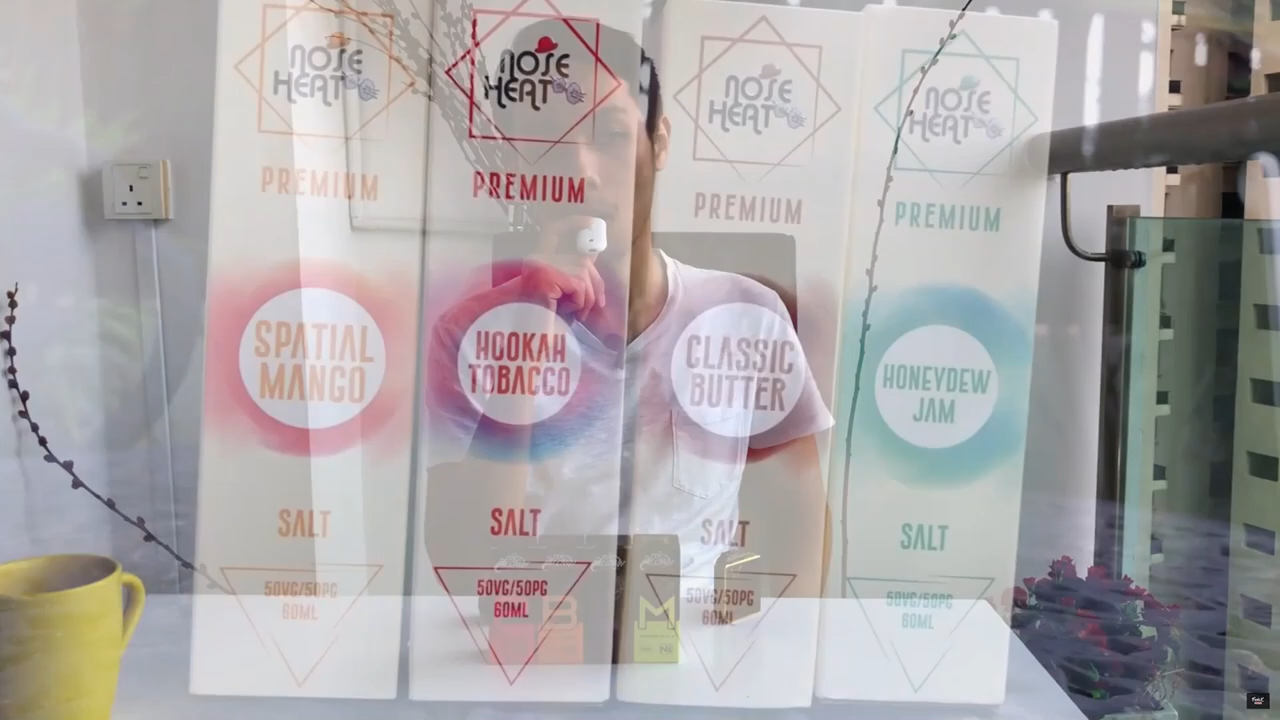 NOSE
HEAT
PREMIUM
SPATIAL
MANGO
SALT
50VG/50PG
60ML
NOSE
HEAT
PREMIUM
HOOKAH
TOBACCO
SALT
50VG/50PG
60ML
NOSE
HEAT
PREMIUM
CLASSIC
BUTTER
SALT
50VG/50PG
60ML
NOSE
HEAT
PREMIUM
HONEYDEW
JAM
SALT
50VG/50PG
60ML
B
M